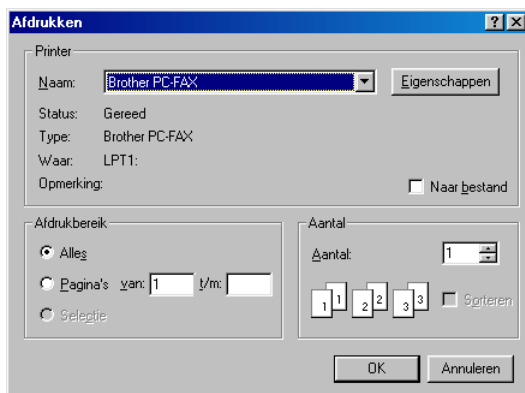 Afdrukken
Printer
Naam: Brother PC-FAX Eigenschappen
Status: Gereed
Type: Brother PC-FAX
Waar: LPT1:
Opmerking: Naar bestand
Afdrukbereik
Alles
Pagina's van: 1 t/m:
Selectie
Aantal
Aantal: 1
1 1 2 2 3 3 Sorteren
OK Annuleren